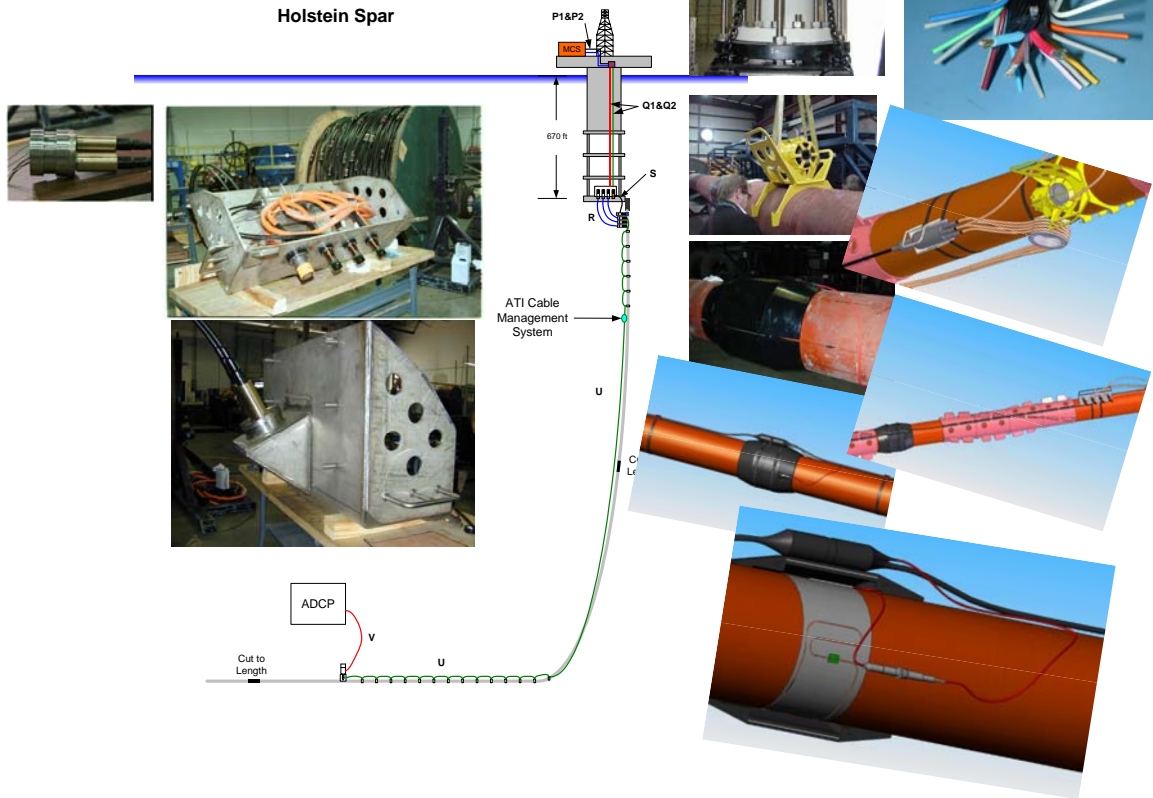 Holstein Spar
P1&P2
MCS
Q1&Q2
670 ft
S
R
ATI Cable
Management
System
U
ADCP
V
Cut to
Length
U